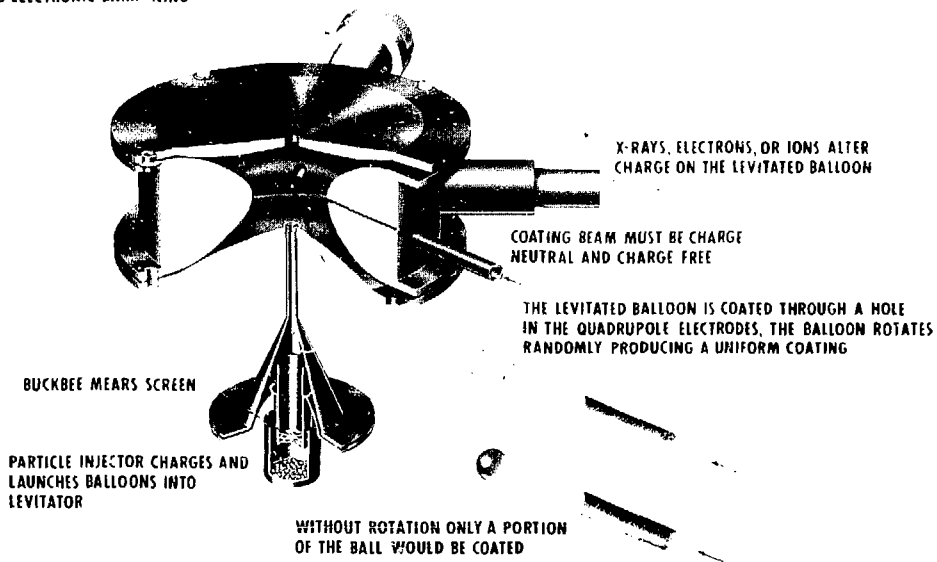 X-RAYS, ELECTRONS, OR IONS ALTER
CHARGE ON THE LEVITATED BALLOON
COATING BEAM MUST BE CHARGE
NEUTRAL AND CHARGE FREE
THE LEVITATED BALLOON IS COATED THROUGH A HOLE
IN THE QUADRUPOLE ELECTRODES, THE BALLOON ROTATES
RANDOMLY PRODUCING A UNIFORM COATING
BUCKBEE MEARS SCREEN
PARTICLE INJECTOR CHARGES AND
LAUNCHES BALLOONS INTO
LEVITATOR
WITHOUT ROTATION ONLY A PORTION
OF THE BALL WOULD BE COATED